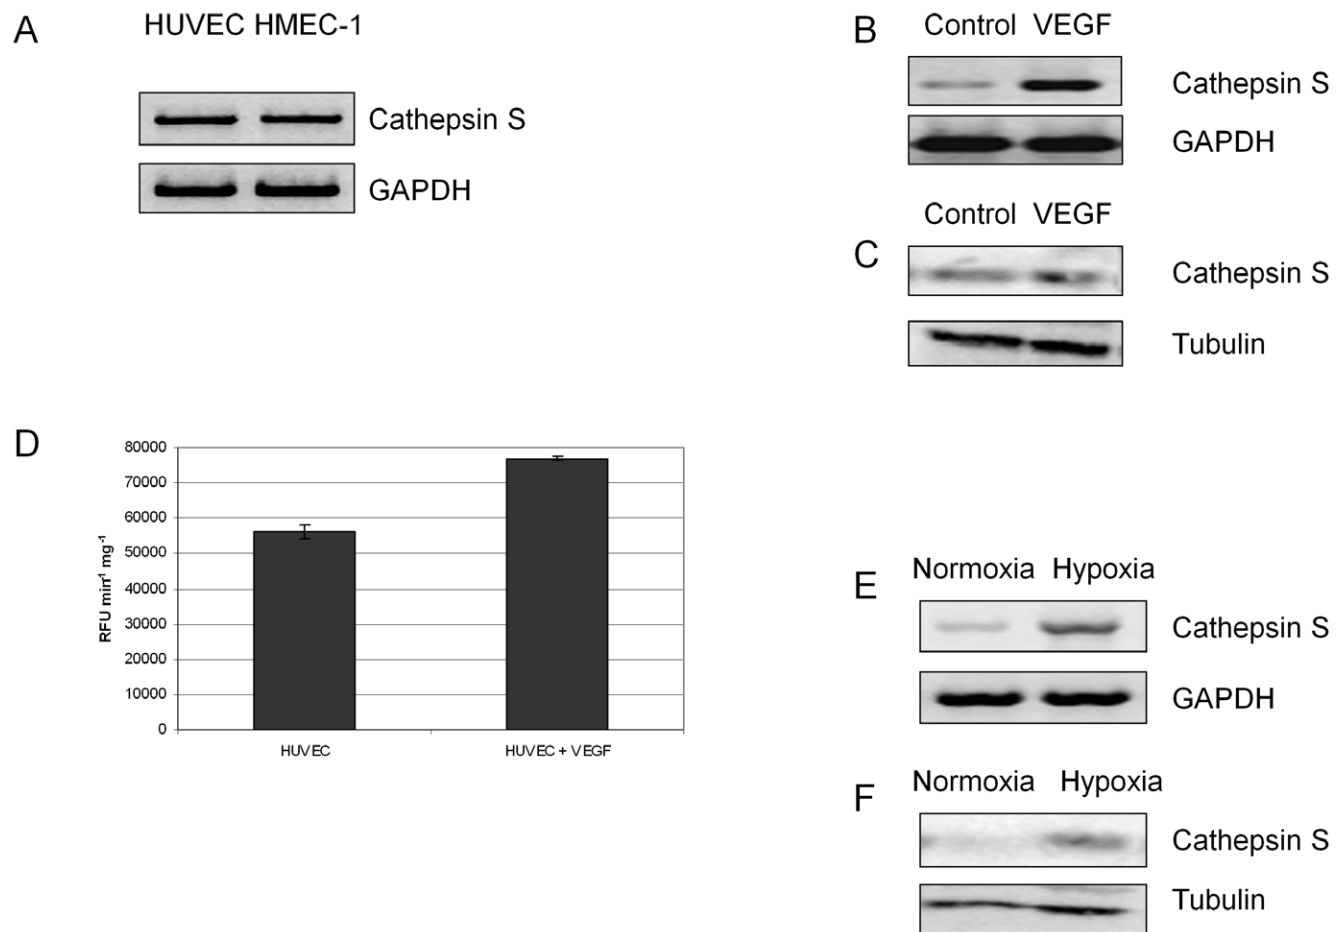 A
HUVEC HMEC-1
Cathepsin S
GAPDH
B
Control VEGF
Cathepsin S
GAPDH
C
Control VEGF
Cathepsin S
Tubulin
D
80000
70000
60000
50000
40000
30000
20000
10000
0
RFU min⁻¹ mg⁻¹
HUVEC
HUVEC + VEGF
E
Normoxia Hypoxia
Cathepsin S
GAPDH
F
Normoxia Hypoxia
Cathepsin S
Tubulin